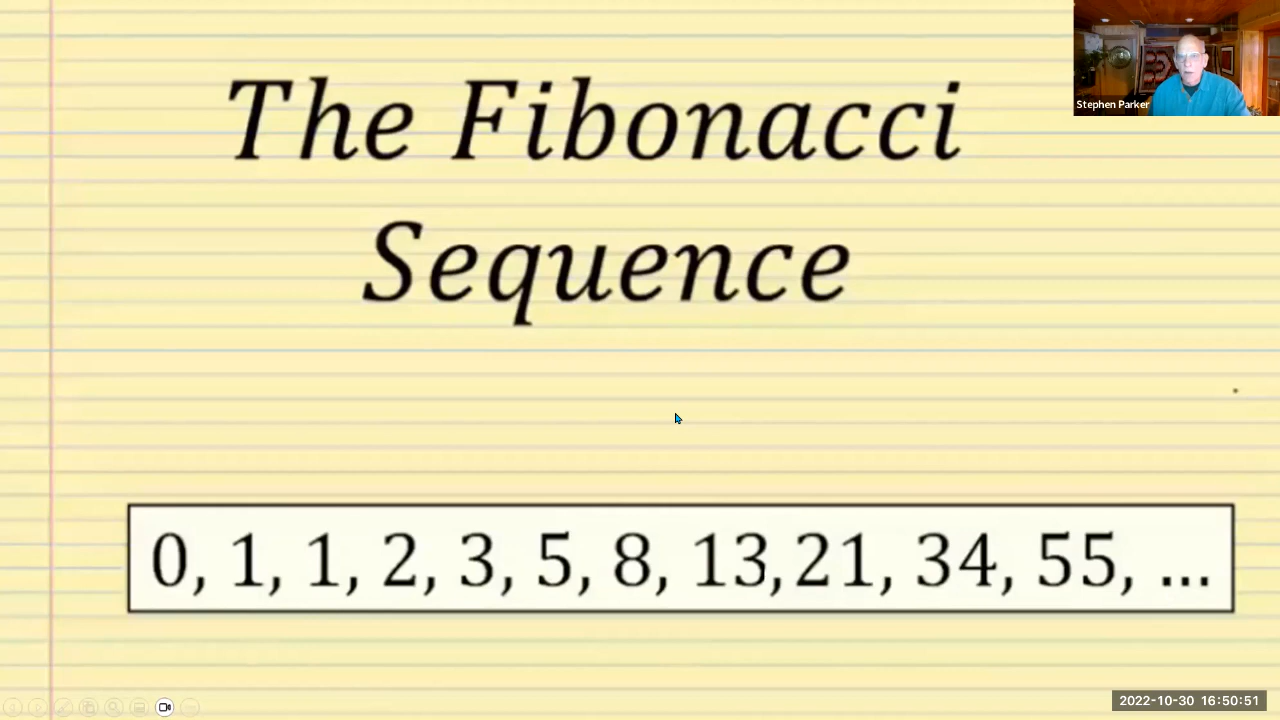 The Fibonacci
Sequence
0, 1, 1, 2, 3, 5, 8, 13,21, 34, 55, ...
Stephen Parker
2022-10-30 16:50:51